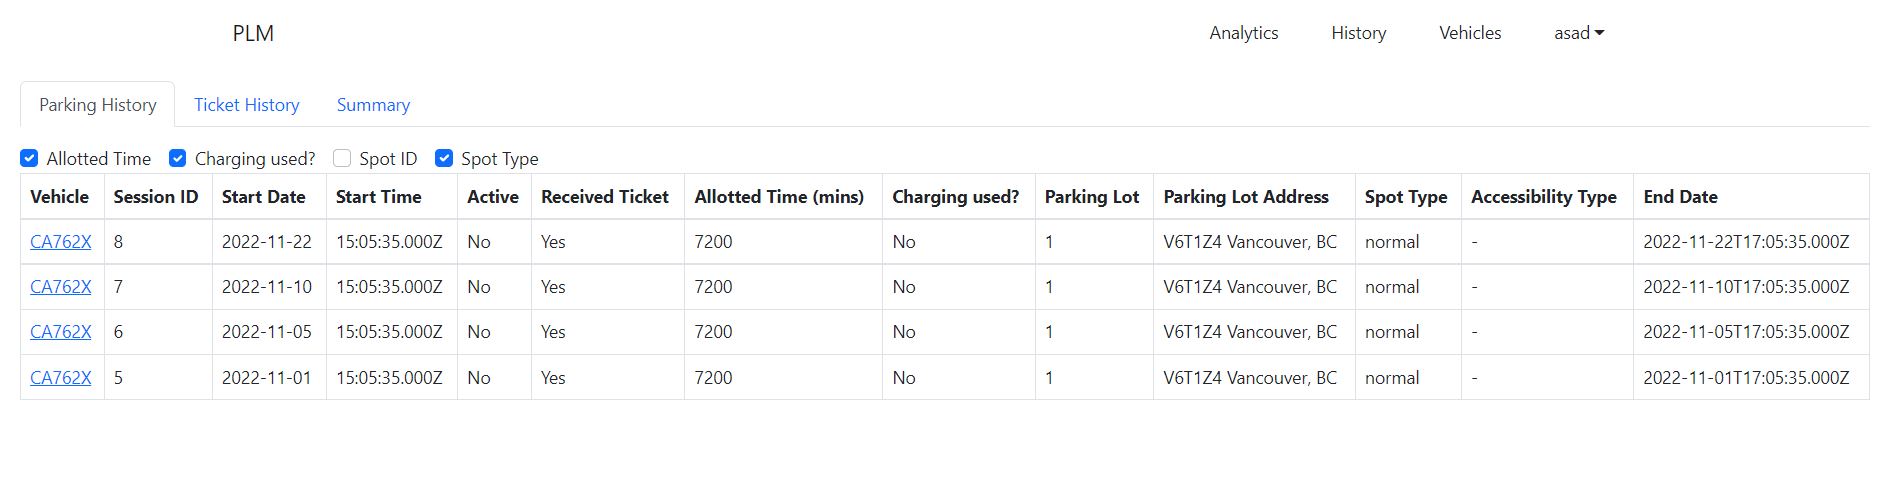 PLM Analytics History Vehicles asad
Parking History Ticket History Summary
Allotted Time Charging used? Spot ID Spot Type
Vehicle Session ID Start Date Start Time Active Received Ticket Allotted Time (mins) Charging used? Parking Lot Parking Lot Address Spot Type Accessibility Type End Date
CA762X 8 2022-11-22 15:05:35.000Z No Yes 7200 No 1 V6T1Z4 Vancouver, BC normal - 2022-11-22T17:05:35.000Z
CA762X 7 2022-11-10 15:05:35.000Z No Yes 7200 No 1 V6T1Z4 Vancouver, BC normal - 2022-11-10T17:05:35.000Z
CA762X 6 2022-11-05 15:05:35.000Z No Yes 7200 No 1 V6T1Z4 Vancouver, BC normal - 2022-11-05T17:05:35.000Z
CA762X 5 2022-11-01 15:05:35.000Z No Yes 7200 No 1 V6T1Z4 Vancouver, BC normal - 2022-11-01T17:05:35.000Z